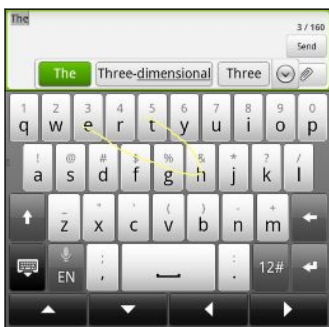 The
3 / 160
Send
The Three-dimensional Three
1 2 3 4 5 6 7 8 9 0
q w e r t y u i o p
! @ # $ % & * ? /
a s d f g h j k l
_ " ' ( ) - +
z x c v b n m
EN ; , : . 12#